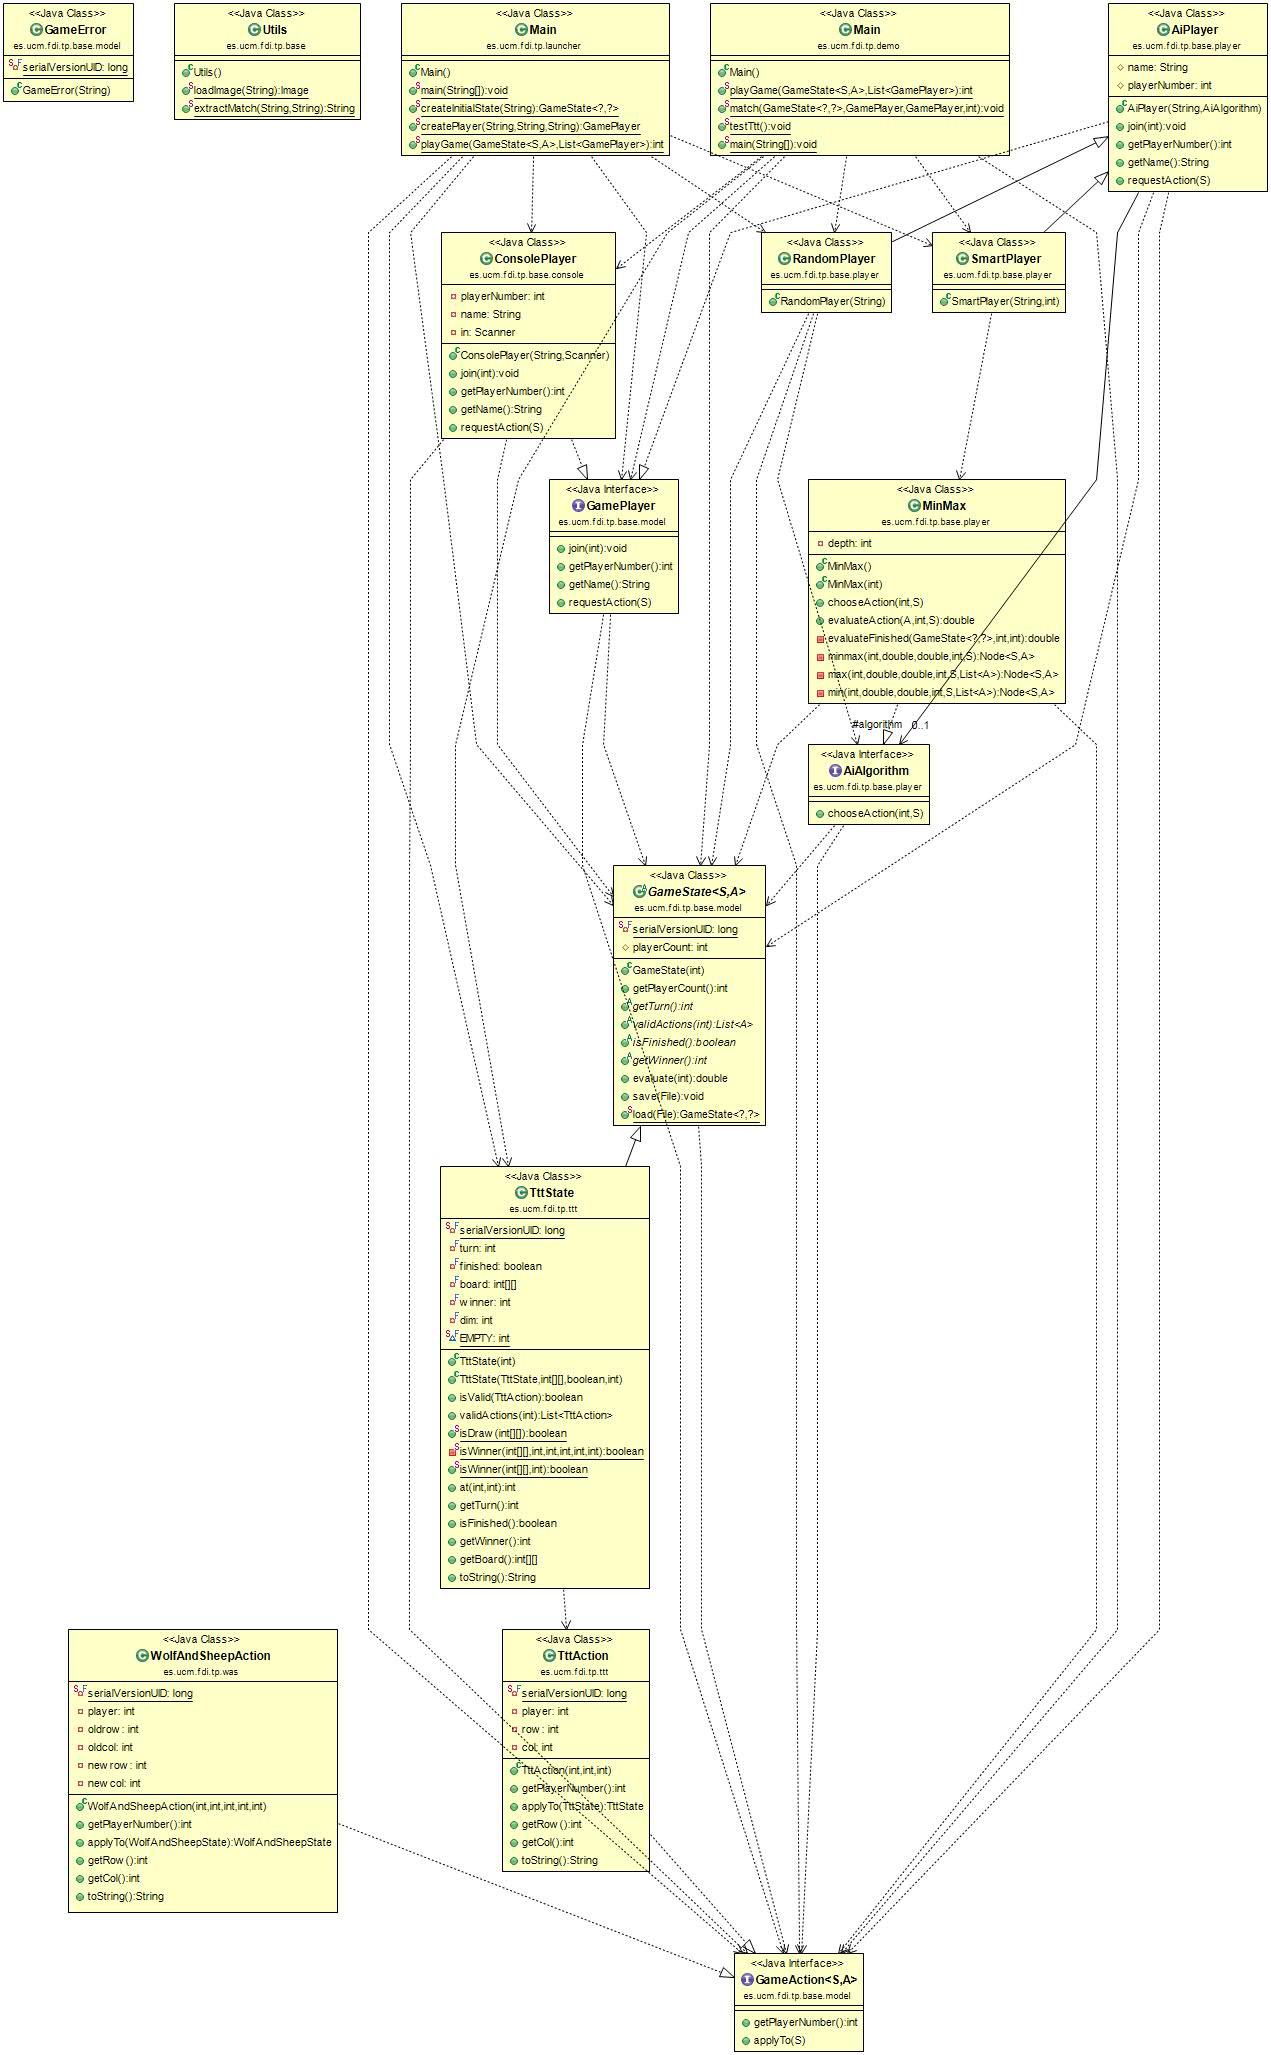 <<Java Class>>
GameError
es.ucm.fdi.tp.base.model
serialVersionUID: long
GameError(String)
<<Java Class>>
Utils
es.ucm.fdi.tp.base
Utils()
loadImage(String):Image
extractMatch(String,String):String
<<Java Class>>
Main
es.ucm.fdi.tp.launcher
Main()
main(String[]):void
createInitialState(String):GameState<?,?>
createPlayer(String,String,String):GamePlayer
playGame(GameState<S,A>,List<GamePlayer>):int
<<Java Class>>
Main
es.ucm.fdi.tp.demo
Main()
playGame(GameState<S,A>,List<GamePlayer>):int
match(GameState<?,?>,GamePlayer,GamePlayer,int):void
testTtt():void
main(String[]):void
<<Java Class>>
AiPlayer
es.ucm.fdi.tp.base.player
name: String
playerNumber: int
AiPlayer(String,AiAlgorithm)
join(int):void
getPlayerNumber():int
getName():String
requestAction(S)
<<Java Class>>
ConsolePlayer
es.ucm.fdi.tp.base.console
playerNumber: int
name: String
in: Scanner
ConsolePlayer(String,Scanner)
join(int):void
getPlayerNumber():int
getName():String
requestAction(S)
<<Java Class>>
RandomPlayer
es.ucm.fdi.tp.base.player
RandomPlayer(String)
<<Java Class>>
SmartPlayer
es.ucm.fdi.tp.base.player
SmartPlayer(String,int)
<<Java Interface>>
GamePlayer
es.ucm.fdi.tp.base.model
join(int):void
getPlayerNumber():int
getName():String
requestAction(S)
<<Java Class>>
MinMax
es.ucm.fdi.tp.base.player
depth: int
MinMax()
MinMax(int)
chooseAction(int,S)
evaluateAction(A,int,S):double
evaluateFinished(GameState<?,?>,int,int):double
minmax(int,double,double,int,S):Node<S,A>
max(int,double,double,int,S,List<A>):Node<S,A>
min(int,double,double,int,S,List<A>):Node<S,A>
#algorithm 0..1
<<Java Interface>>
AiAlgorithm
es.ucm.fdi.tp.base.player
chooseAction(int,S)
<<Java Class>>
GameState<S,A>
es.ucm.fdi.tp.base.model
serialVersionUID: long
playerCount: int
GameState(int)
getPlayerCount():int
getTurn():int
validActions(int):List<A>
isFinished():boolean
getWinner():int
evaluate(int):double
save(File):void
load(File):GameState<?,?>
<<Java Class>>
TttState
es.ucm.fdi.tp.ttt
serialVersionUID: long
turn: int
finished: boolean
board: int[][]
winner: int
dim: int
EMPTY: int
TttState(int)
TttState(TttState,int[][],boolean,int)
isValid(TttAction):boolean
validActions(int):List<TttAction>
isDraw(int[][]):boolean
isWinner(int[][],int,int,int,int,int):boolean
isWinner(int[][],int):boolean
at(int,int):int
getTurn():int
isFinished():boolean
getWinner():int
getBoard():int[][]
toString():String
<<Java Class>>
WolfAndSheepAction
es.ucm.fdi.tp.was
serialVersionUID: long
player: int
oldrow: int
oldcol: int
newrow: int
newcol: int
WolfAndSheepAction(int,int,int,int,int)
getPlayerNumber():int
applyTo(WolfAndSheepState):WolfAndSheepState
getRow():int
getCol():int
toString():String
<<Java Class>>
TttAction
es.ucm.fdi.tp.ttt
serialVersionUID: long
player: int
row: int
col: int
TttAction(int,int,int)
getPlayerNumber():int
applyTo(TttState):TttState
getRow():int
getCol():int
toString():String
<<Java Interface>>
GameAction<S,A>
es.ucm.fdi.tp.base.model
getPlayerNumber():int
applyTo(S)